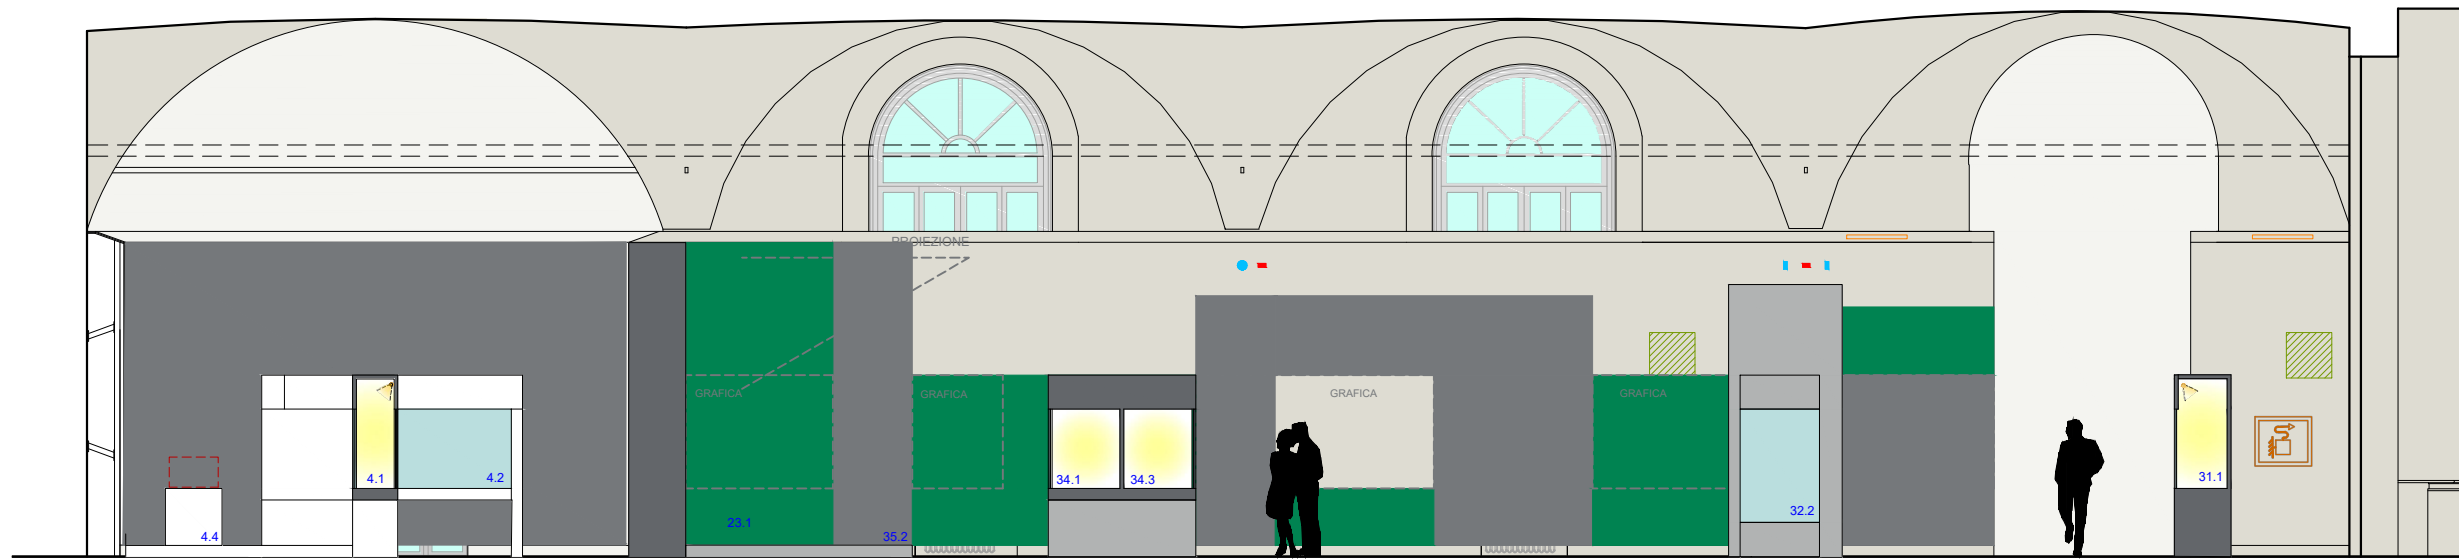 PROIEZIONE
GRAFICA
GRAFICA
GRAFICA
GRAFICA
4.1
4.2
34.1
34.3
31.1
32.2
23.1
35.2
4.4